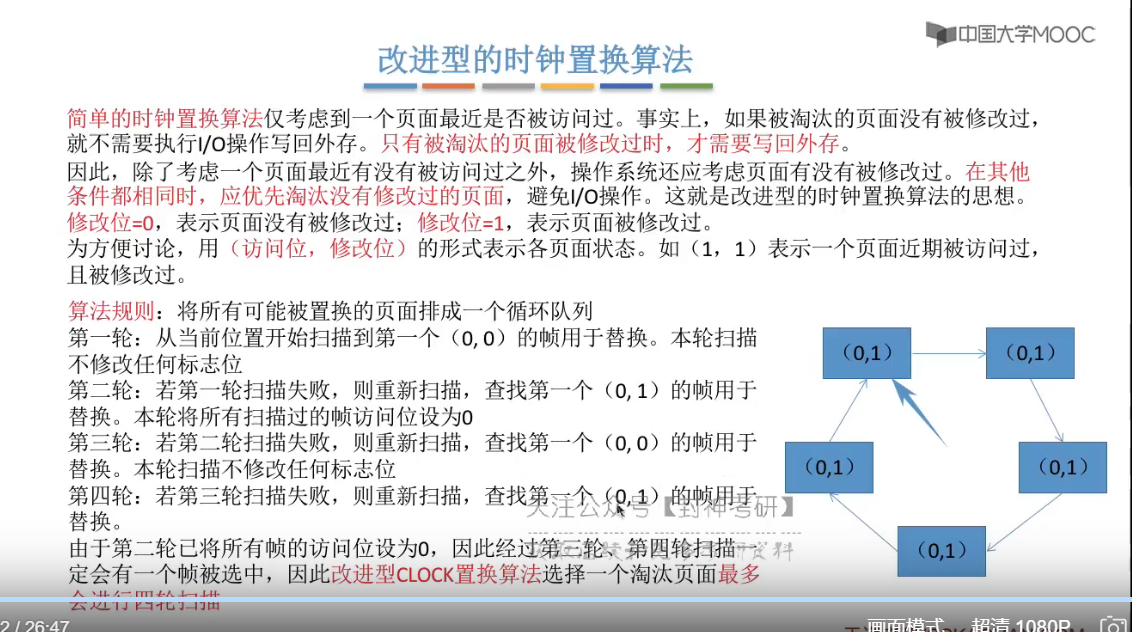 中国大学MOOC
改进型的时钟置换算法
简单的时钟置换算法仅考虑到一个页面最近是否被访问过。事实上，如果被淘汰的页面没有被修改过，
就不需要执行I/O操作写回外存。只有被淘汰的页面被修改过时，才需要写回外存。
因此，除了考虑一个页面最近有没有被访问过之外，操作系统还应考虑页面有没有被修改过。在其他
条件都相同时，应优先淘汰没有修改过的页面，避免I/O操作。这就是改进型的时钟置换算法的思想。
修改位=0，表示页面没有被修改过；修改位=1，表示页面被修改过。
为方便讨论，用（访问位，修改位）的形式表示各页面状态。如（1，1）表示一个页面近期被访问过，
且被修改过。
算法规则：将所有可能被置换的页面排成一个循环队列
第一轮：从当前位置开始扫描到第一个（0, 0）的帧用于替换。本轮扫描
不修改任何标志位
第二轮：若第一轮扫描失败，则重新扫描，查找第一个（0, 1）的帧用于
替换。本轮将所有扫描过的帧访问位设为0
第三轮：若第二轮扫描失败，则重新扫描，查找第一个（0, 0）的帧用于
替换。本轮扫描不修改任何标志位
第四轮：若第三轮扫描失败，则重新扫描，查找第一个（0, 1）的帧用于
替换。
由于第二轮已将所有帧的访问位设为0，因此经过第三轮、第四轮扫描一
定会有一个帧被选中，因此改进型CLOCK置换算法选择一个淘汰页面最多
会进行四轮扫描
（0,1）
（0,1）
（0,1）
（0,1）
（0,1）
关注公众号【封神考研】
2 / 26:47
画面模式
超清 1080P